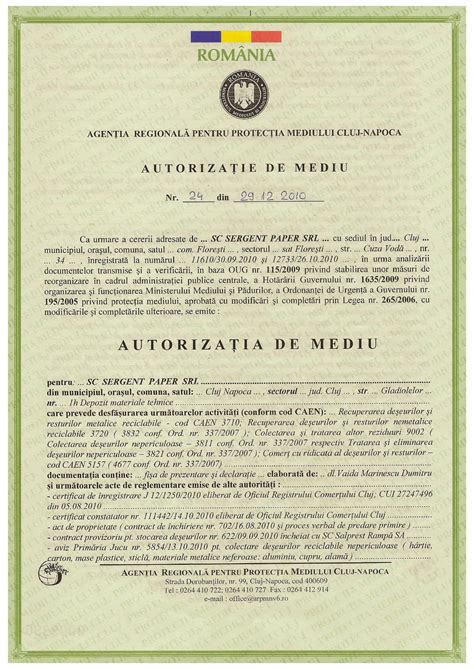 ROMÂNIA
AGENȚIA REGIONALĂ PENTRU PROTECȚIA MEDIULUI CLUJ-NAPOCA
AUTORIZAȚIE DE MEDIU
Nr. 24 din 29.12.2010
Ca urmare a cererii adresate de ... SC SERGENT PAPER SRL ... cu sediul în jud.... Cluj ...
municipiul, orașul, comuna, satul ... com. Florești ... , sectorul ... sat Florești ... , str. ... Cuza Vodă ... , nr.
... 34 ... , înregistrată la numărul ... 11610/30.09.2010 și 12733/26.10.2010 ... , în urma analizării
documentelor transmise și a verificării, în baza OUG nr. 115/2009 privind stabilirea unor măsuri de
reorganizare în cadrul administrației publice centrale, a Hotărârii Guvernului nr. 1635/2009 privind
organizarea și funcționarea Ministerului Mediului și Pădurilor, a Ordonanței de Urgență a Guvernului nr.
195/2005 privind protecția mediului, aprobată cu modificări și completări prin Legea nr. 265/2006, cu
modificările și completările ulterioare, se emite :
AUTORIZAȚIA DE MEDIU
pentru: ... SC SERGENT PAPER SRL
din municipiul, orașul, comuna, satul: ... Cluj Napoca ... , sectorul ... jud. Cluj ... , str. ... Gladiolelor ...
nr. ... 1h Depozit materiale tehnice
care prevede desfășurarea următoarelor activități (conform cod CAEN): ... Recuperarea deșeurilor și
resturilor metalice reciclabile - cod CAEN 3710; Recuperarea deșeurilor și resturilor nemetalice
reciclabile 3720 ( 3832 conf. Ord. nr. 337/2007 ); Colectarea și tratarea altor reziduuri 9002 (
Colectarea deșeurilor nepericuloase – 3811 conf. Ord. nr. 337/2007 respectiv Tratarea și eliminarea
deșeurilor nepericuloase – 3821 conf. Ord. nr. 337/2007 ); Comerț cu ridicata al deșeurilor și resturilor –
cod CAEN 5157 ( 4677 conf. Ord. nr. 337/2007)
documentația conține: ... fișa de prezentare și declarație ... elaborată de: ... dl. Vaida Marinescu Dumitru
și următoarele acte de reglementare emise de alte autorități :
- certificat de înregistrare J 12/1250/2010 eliberat de Oficiul Registrului Comerțului Cluj; CUI 27247496
din 05.08.2010
- certificat constatator nr. 111442/14.10.2010 eliberat de Oficiul Registrului Comerțului
- act de proprietate ( contract de închiriere nr. 702/16.08.2010 și proces verbal de predare primire )
- contract provizoriu pt. stocarea deșeurilor nr. 622/09.09.2010 încheiat cu SC Salprest Rampă SA
- aviz Primăria Jucu nr. 5854/13.10.2010 pt. colectare deșeurilor reciclabile nepericuloase ( hârtie,
carton, mase plastice, sticlă, materiale metalice neferoase: aluminiu, cupru, alamă )
AGENȚIA REGIONALĂ PENTRU PROTECȚIA MEDIULUI CLUJ-NAPOCA
Strada Dorobanților, nr. 99, Cluj-Napoca, cod 400609
Tel : 0264 410 722; 0264 410 727 Fax : 0264 412 914
e-mail : office@arpmnv6.ro